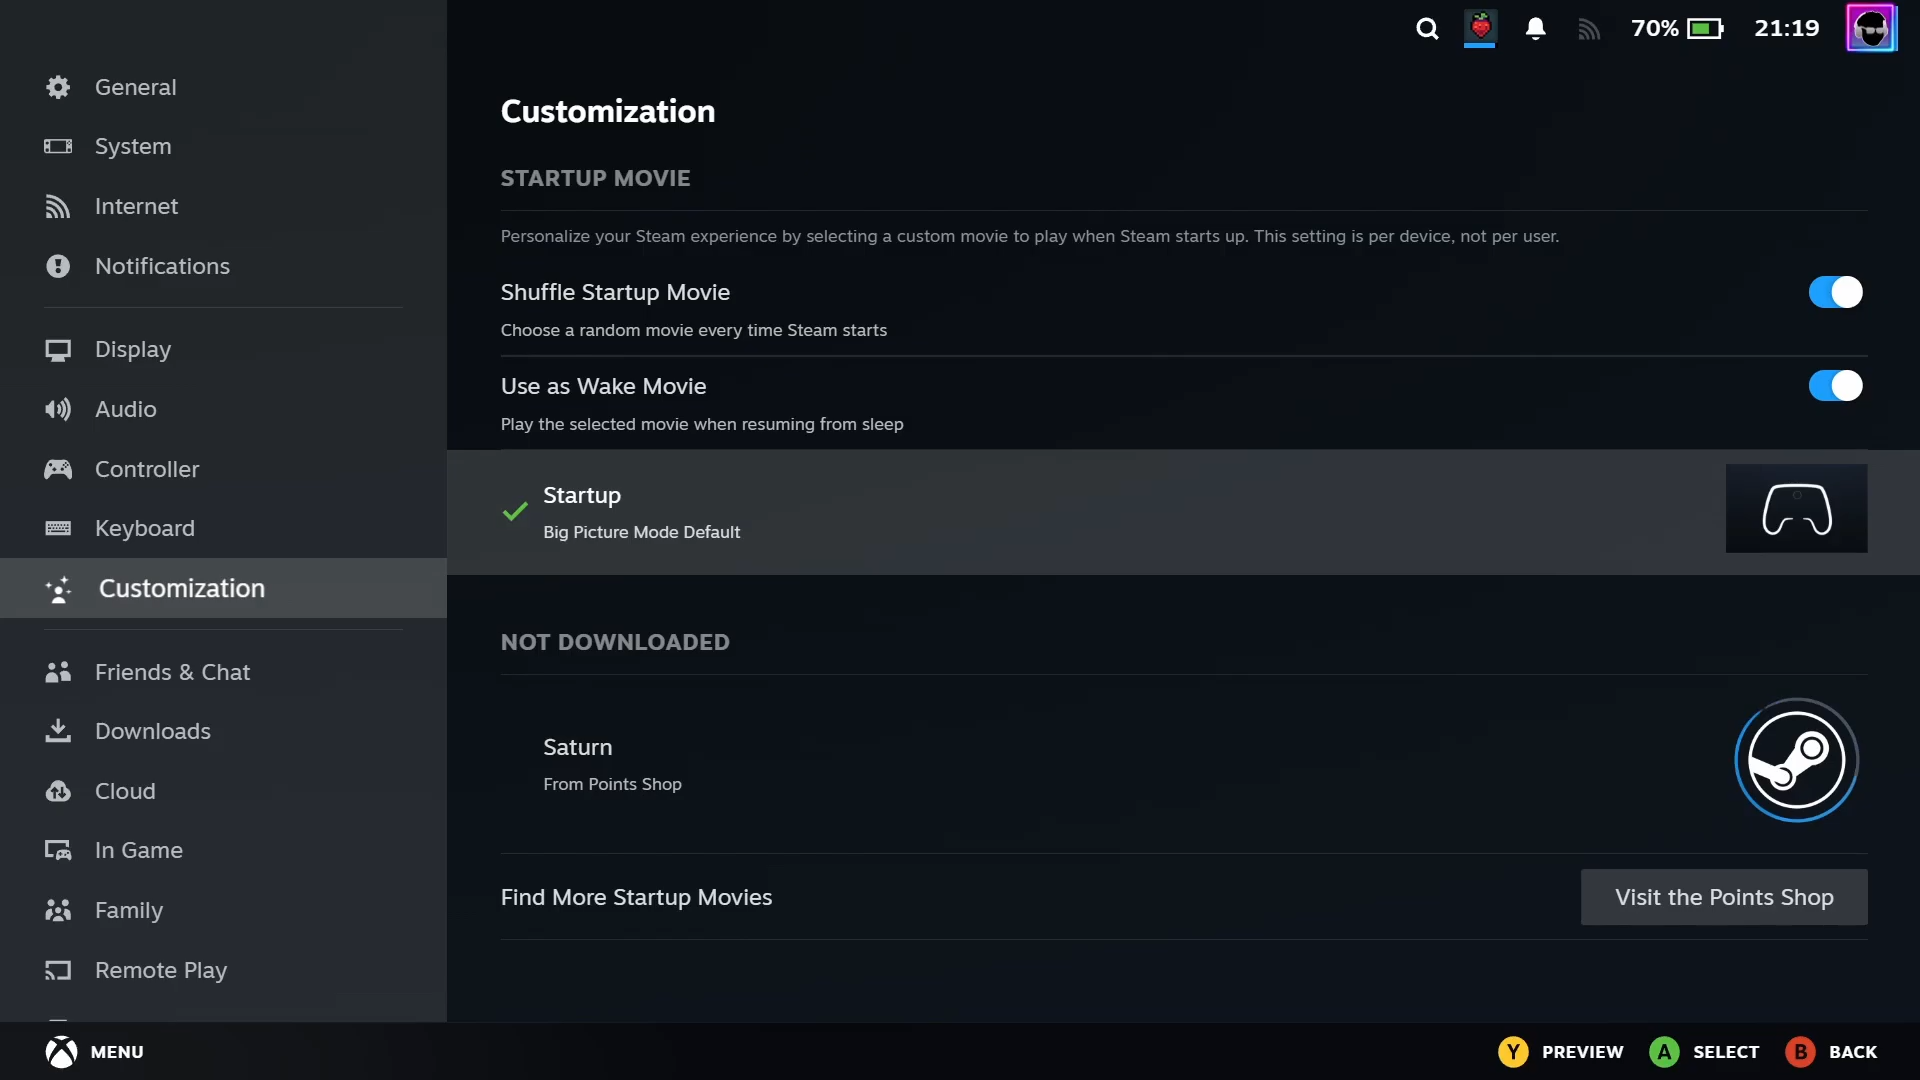 70%
21:19
General
System
Internet
Notifications
Display
Audio
Controller
Keyboard
Customization
Friends & Chat
Downloads
Cloud
In Game
Family
Remote Play
Customization
STARTUP MOVIE
Personalize your Steam experience by selecting a custom movie to play when Steam starts up. This setting is per device, not per user.
Shuffle Startup Movie
Choose a random movie every time Steam starts
Use as Wake Movie
Play the selected movie when resuming from sleep
Startup
Big Picture Mode Default
NOT DOWNLOADED
Saturn
From Points Shop
Find More Startup Movies
Visit the Points Shop
MENU
Y PREVIEW
A SELECT
B BACK